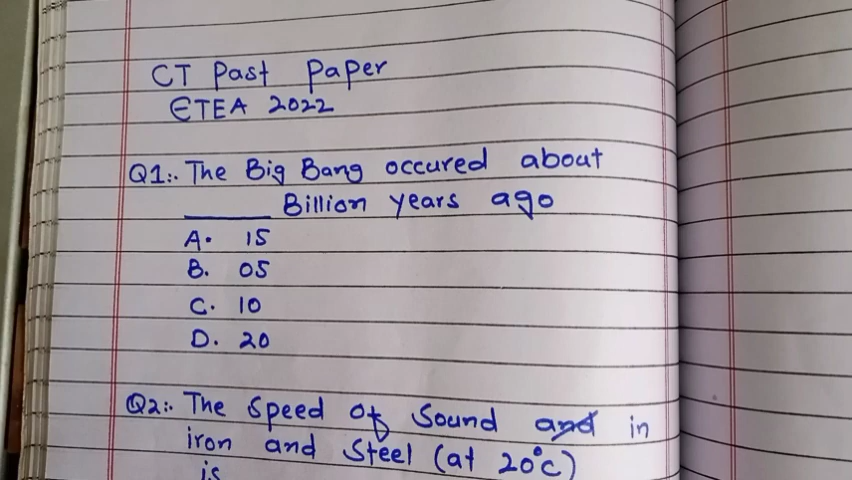 CT Past Paper
ETEA 2022
Q1:. The Big Bang occured about
______ Billion years ago
A. 15
B. 05
C. 10
D. 20
Q2:. The Speed of Sound and in
iron and Steel (at 20°C)
is